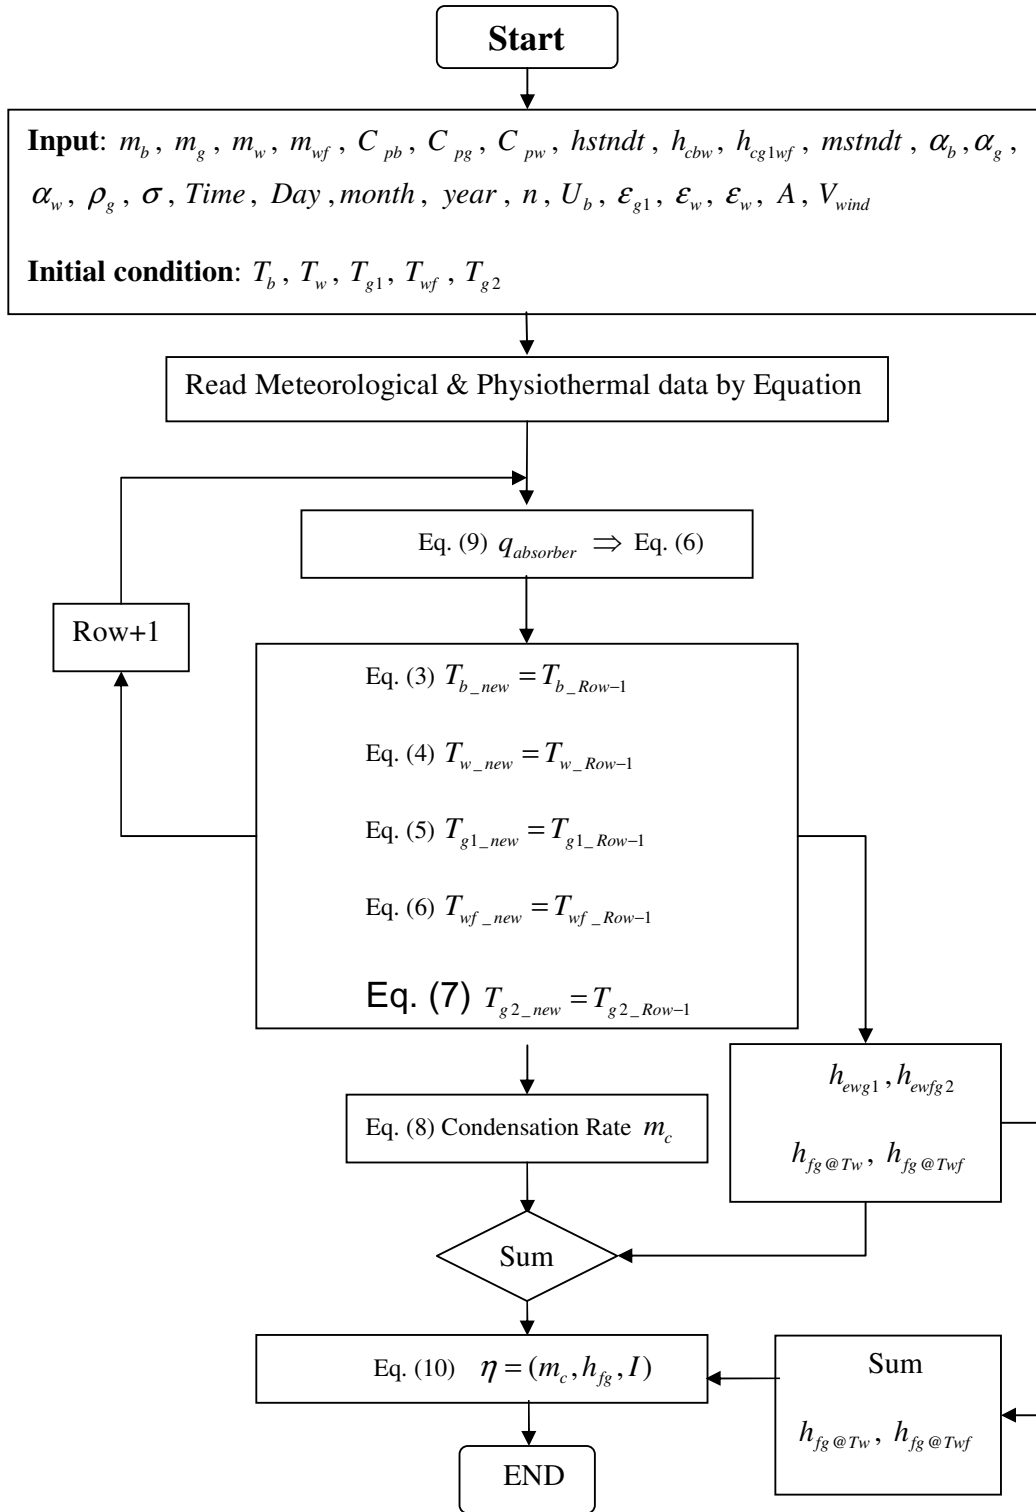 Start
Input: m_b , m_g , m_w , m_wf , C_pb , C_pg , C_pw , hstndt , h_cbw , h_cg1wf , mstndt , α_b , α_g ,
α_w , ρ_g , σ , Time , Day , month , year , n , U_b , ε_g1 , ε_w , ε_w , A , V_wind
Initial condition: T_b , T_w , T_g1 , T_wf , T_g2
Read Meteorological & Physiothermal data by Equation
Eq. (9) q_absorber ⇒ Eq. (6)
Row+1
Eq. (3) T_b_new = T_b_Row−1
Eq. (4) T_w_new = T_w_Row−1
Eq. (5) T_g1_new = T_g1_Row−1
Eq. (6) T_wf_new = T_wf_Row−1
Eq. (7) T_g2_new = T_g2_Row−1
h_ewg1 , h_ewfg2
h_fg@Tw , h_fg@Twf
Eq. (8) Condensation Rate m_c
Sum
Eq. (10) η = (m_c , h_fg , I)
Sum
h_fg@Tw , h_fg@Twf
END